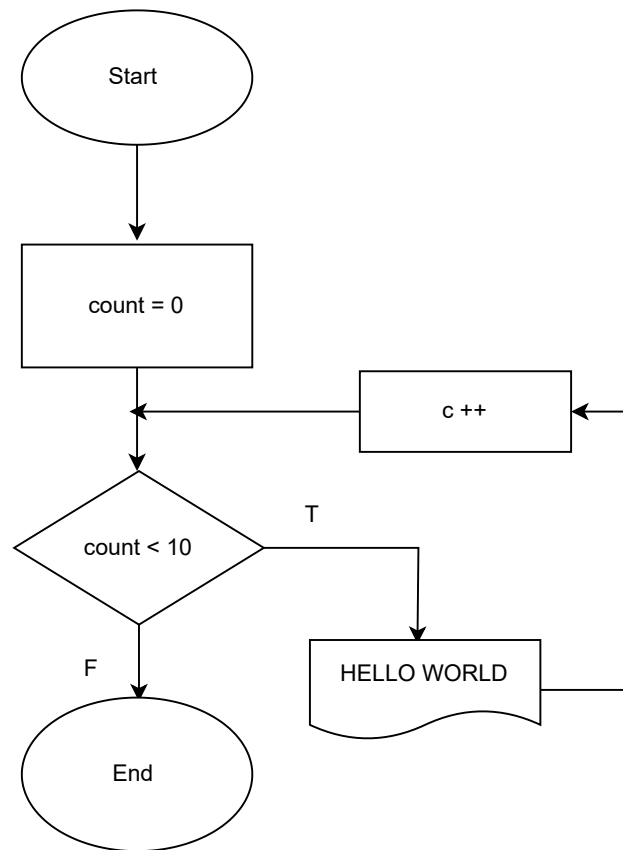 Start
count = 0
c ++
T
count < 10
HELLO WORLD
F
End